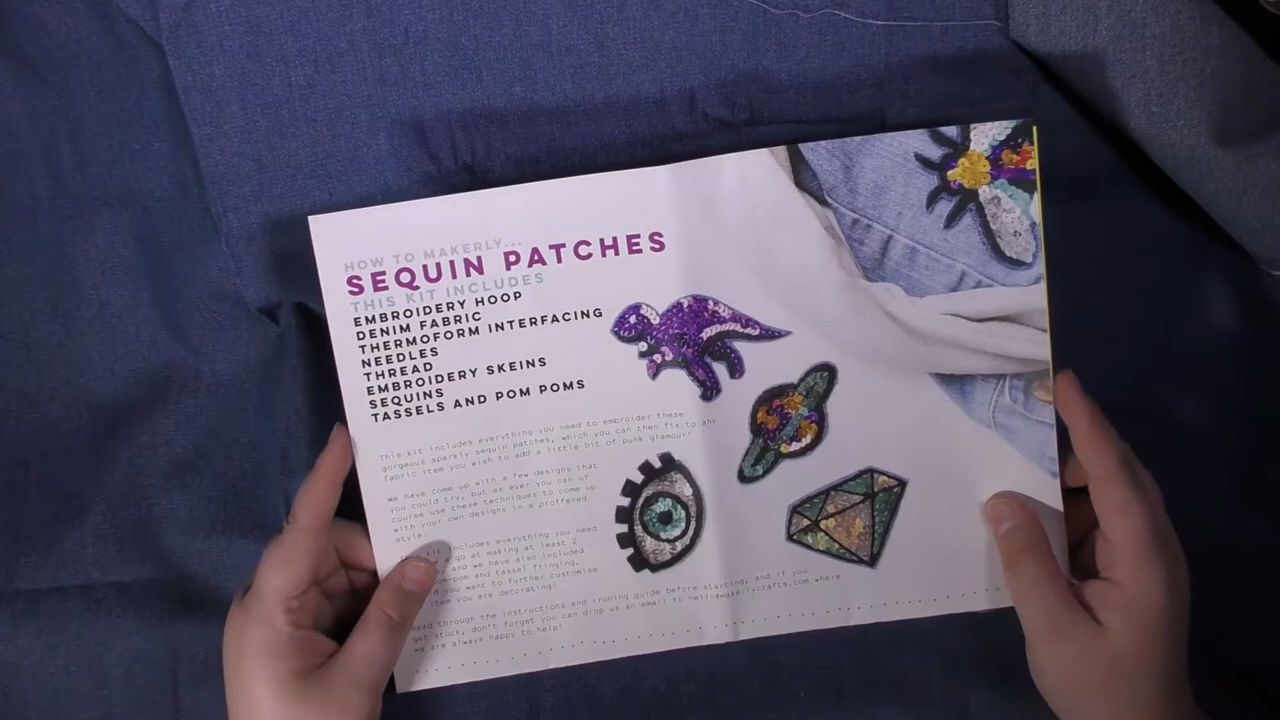 HOW TO MAKERLY...
SEQUIN PATCHES
THIS KIT INCLUDES
EMBROIDERY HOOP
DENIM FABRIC
THERMOFORM INTERFACING
NEEDLES
THREAD
EMBROIDERY SKEINS
SEQUINS
TASSELS AND POM POMS
This kit includes everything you need to embroider these
gorgeous sparkly sequin patches, which you can then fix to any
fabric item you wish to add a little bit of punk glamour!
We have come up with a few designs that
you could try, but as ever you can of
course use these techniques to come up
with your own designs in a proffered
style.
kit includes everything you need
go at making at least 2
and we have also included
pom-pom and tassel fringing,
you want to further customise
item you are decorating!
Read through the instructions and ironing guide before starting, and if you
get stuck, don't forget you can drop us an email to hello@makerlycrafts.com where
we are always happy to help!